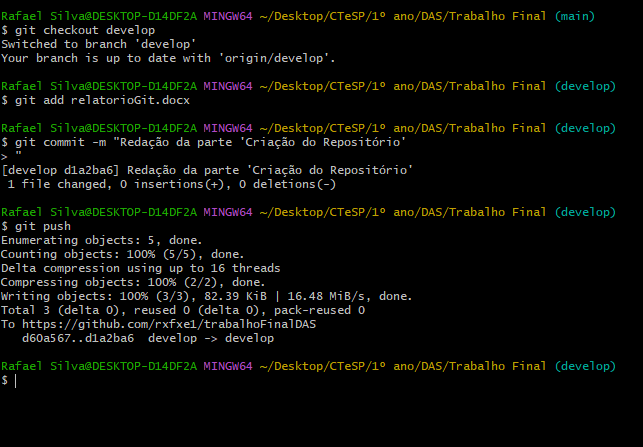 Rafael Silva@DESKTOP-D14DF2A MINGW64 ~/Desktop/CTeSP/1º ano/DAS/Trabalho Final (main)
$ git checkout develop
Switched to branch 'develop'
Your branch is up to date with 'origin/develop'.
Rafael Silva@DESKTOP-D14DF2A MINGW64 ~/Desktop/CTeSP/1º ano/DAS/Trabalho Final (develop)
$ git add relatorioGit.docx
Rafael Silva@DESKTOP-D14DF2A MINGW64 ~/Desktop/CTeSP/1º ano/DAS/Trabalho Final (develop)
$ git commit -m "Redação da parte 'Criação do Repositório'
> "
[develop d1a2ba6] Redação da parte 'Criação do Repositório'
 1 file changed, 0 insertions(+), 0 deletions(-)
Rafael Silva@DESKTOP-D14DF2A MINGW64 ~/Desktop/CTeSP/1º ano/DAS/Trabalho Final (develop)
$ git push
Enumerating objects: 5, done.
Counting objects: 100% (5/5), done.
Delta compression using up to 16 threads
Compressing objects: 100% (2/2), done.
Writing objects: 100% (3/3), 82.39 KiB | 16.48 MiB/s, done.
Total 3 (delta 0), reused 0 (delta 0), pack-reused 0
To https://github.com/rxfxe1/trabalhoFinalDAS
   d60a567..d1a2ba6  develop -> develop
Rafael Silva@DESKTOP-D14DF2A MINGW64 ~/Desktop/CTeSP/1º ano/DAS/Trabalho Final (develop)
$